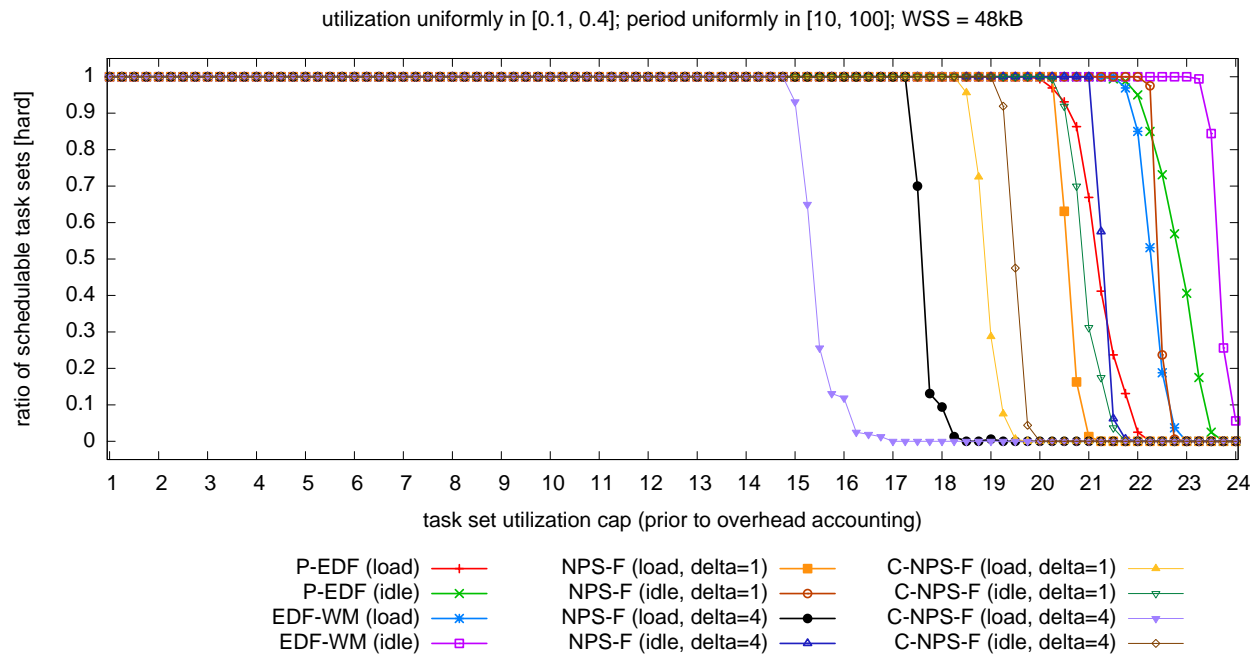 utilization uniformly in [0.1, 0.4]; period uniformly in [10, 100]; WSS = 48kB
ratio of schedulable task sets [hard]
1
0.9
0.8
0.7
0.6
0.5
0.4
0.3
0.2
0.1
0
1 2 3 4 5 6 7 8 9 10 11 12 13 14 15 16 17 18 19 20 21 22 23 24
task set utilization cap (prior to overhead accounting)
P-EDF (load) NPS-F (load, delta=1) C-NPS-F (load, delta=1)
P-EDF (idle) NPS-F (idle, delta=1) C-NPS-F (idle, delta=1)
EDF-WM (load) NPS-F (load, delta=4) C-NPS-F (load, delta=4)
EDF-WM (idle) NPS-F (idle, delta=4) C-NPS-F (idle, delta=4)